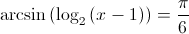 arcsin (log₂ (x − 1)) = π/6